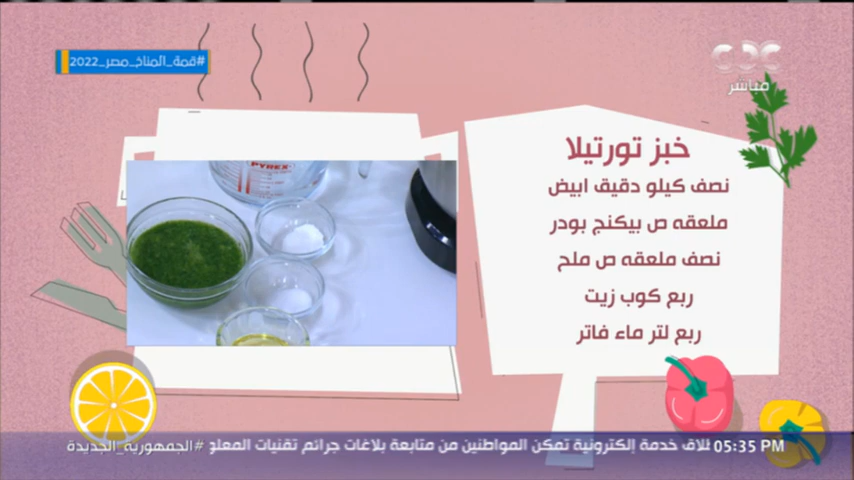 #قمة_المناخ_مصر_2022
CBC
مباشر
خبز تورتيلا
نصف كيلو دقيق ابيض
ملعقه ص بيكنج بودر
نصف ملعقه ص ملح
ربع كوب زيت
ربع لتر ماء فاتر
PYREX
05:35 PM
خدمة إلكترونية تمكن المواطنين من متابعة بلاغات جرائم تقنيات
#الجمهورية_الجديدة